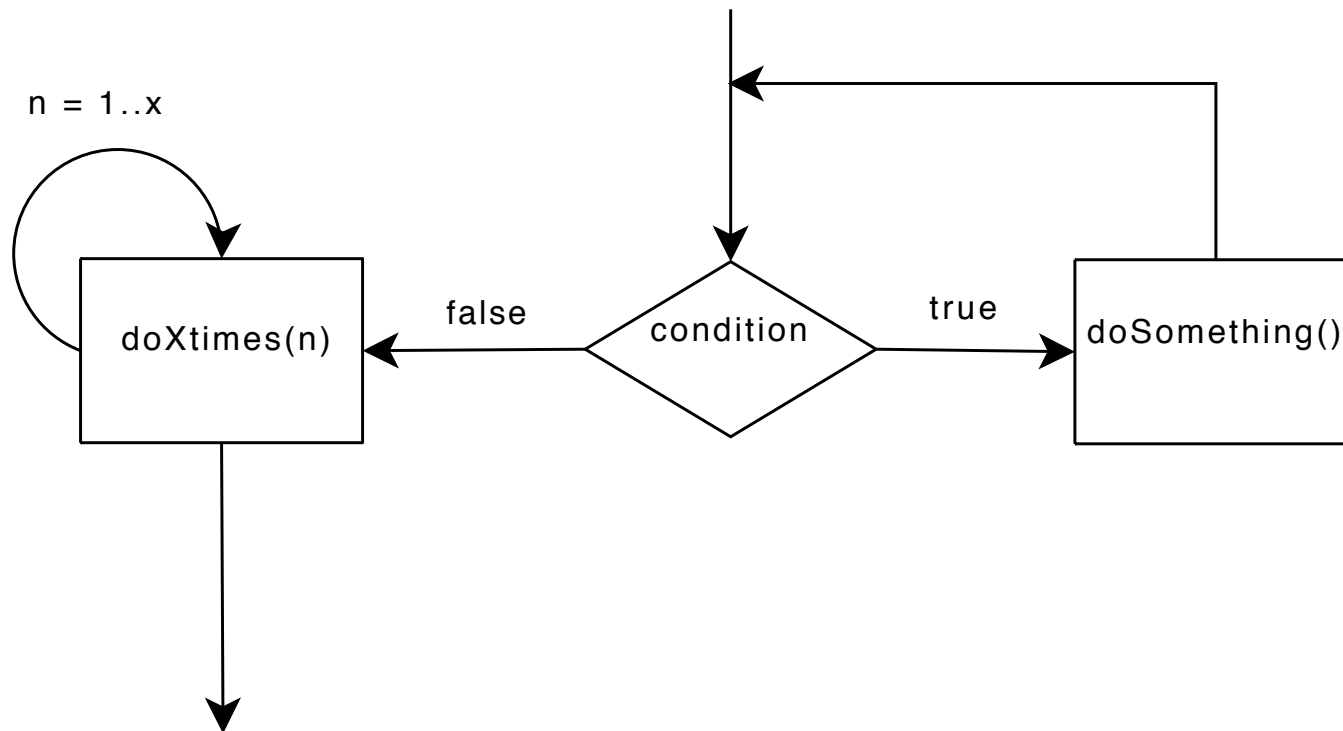 n = 1..x
doXtimes(n)
false
condition
true
doSomething()